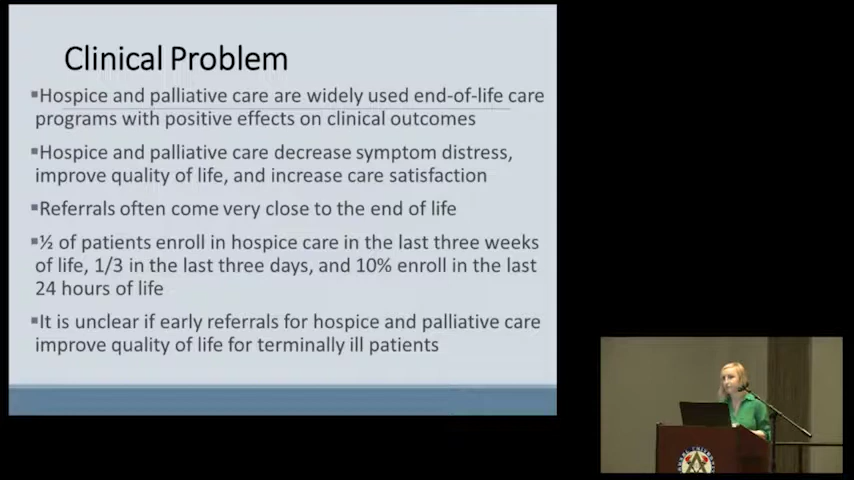 Clinical Problem
▪Hospice and palliative care are widely used end-of-life care
programs with positive effects on clinical outcomes
▪Hospice and palliative care decrease symptom distress,
improve quality of life, and increase care satisfaction
▪Referrals often come very close to the end of life
▪½ of patients enroll in hospice care in the last three weeks
of life, 1/3 in the last three days, and 10% enroll in the last
24 hours of life
▪It is unclear if early referrals for hospice and palliative care
improve quality of life for terminally ill patients